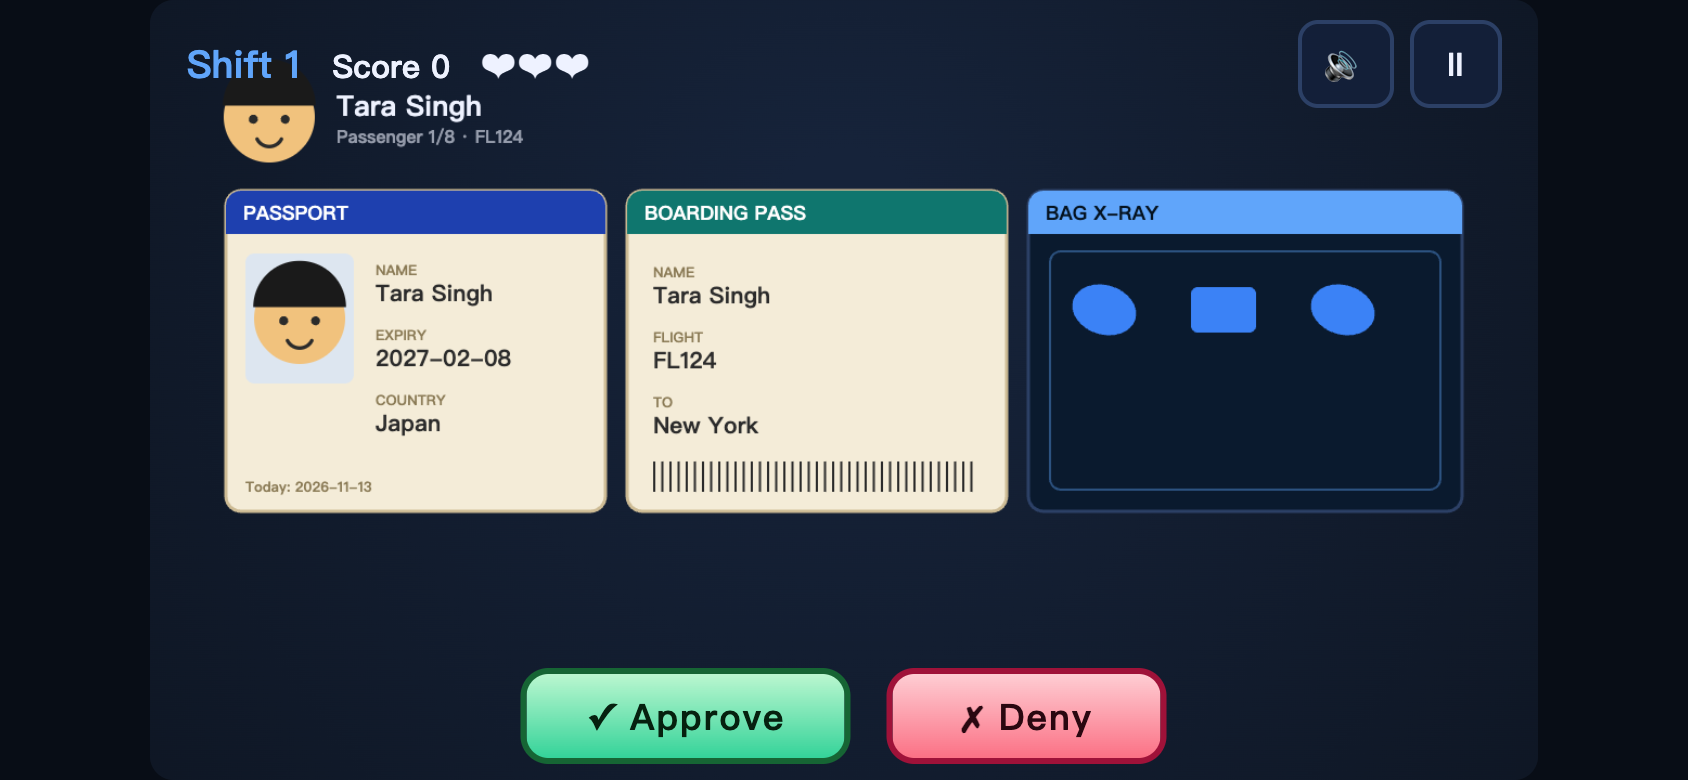 Shift 1 Score 0 ❤❤❤
Tara Singh
Passenger 1/8 · FL124
PASSPORT
NAME
Tara Singh
EXPIRY
2027-02-08
COUNTRY
Japan
Today: 2026-11-13
BOARDING PASS
NAME
Tara Singh
FLIGHT
FL124
TO
New York
BAG X-RAY
✓ Approve
✗ Deny